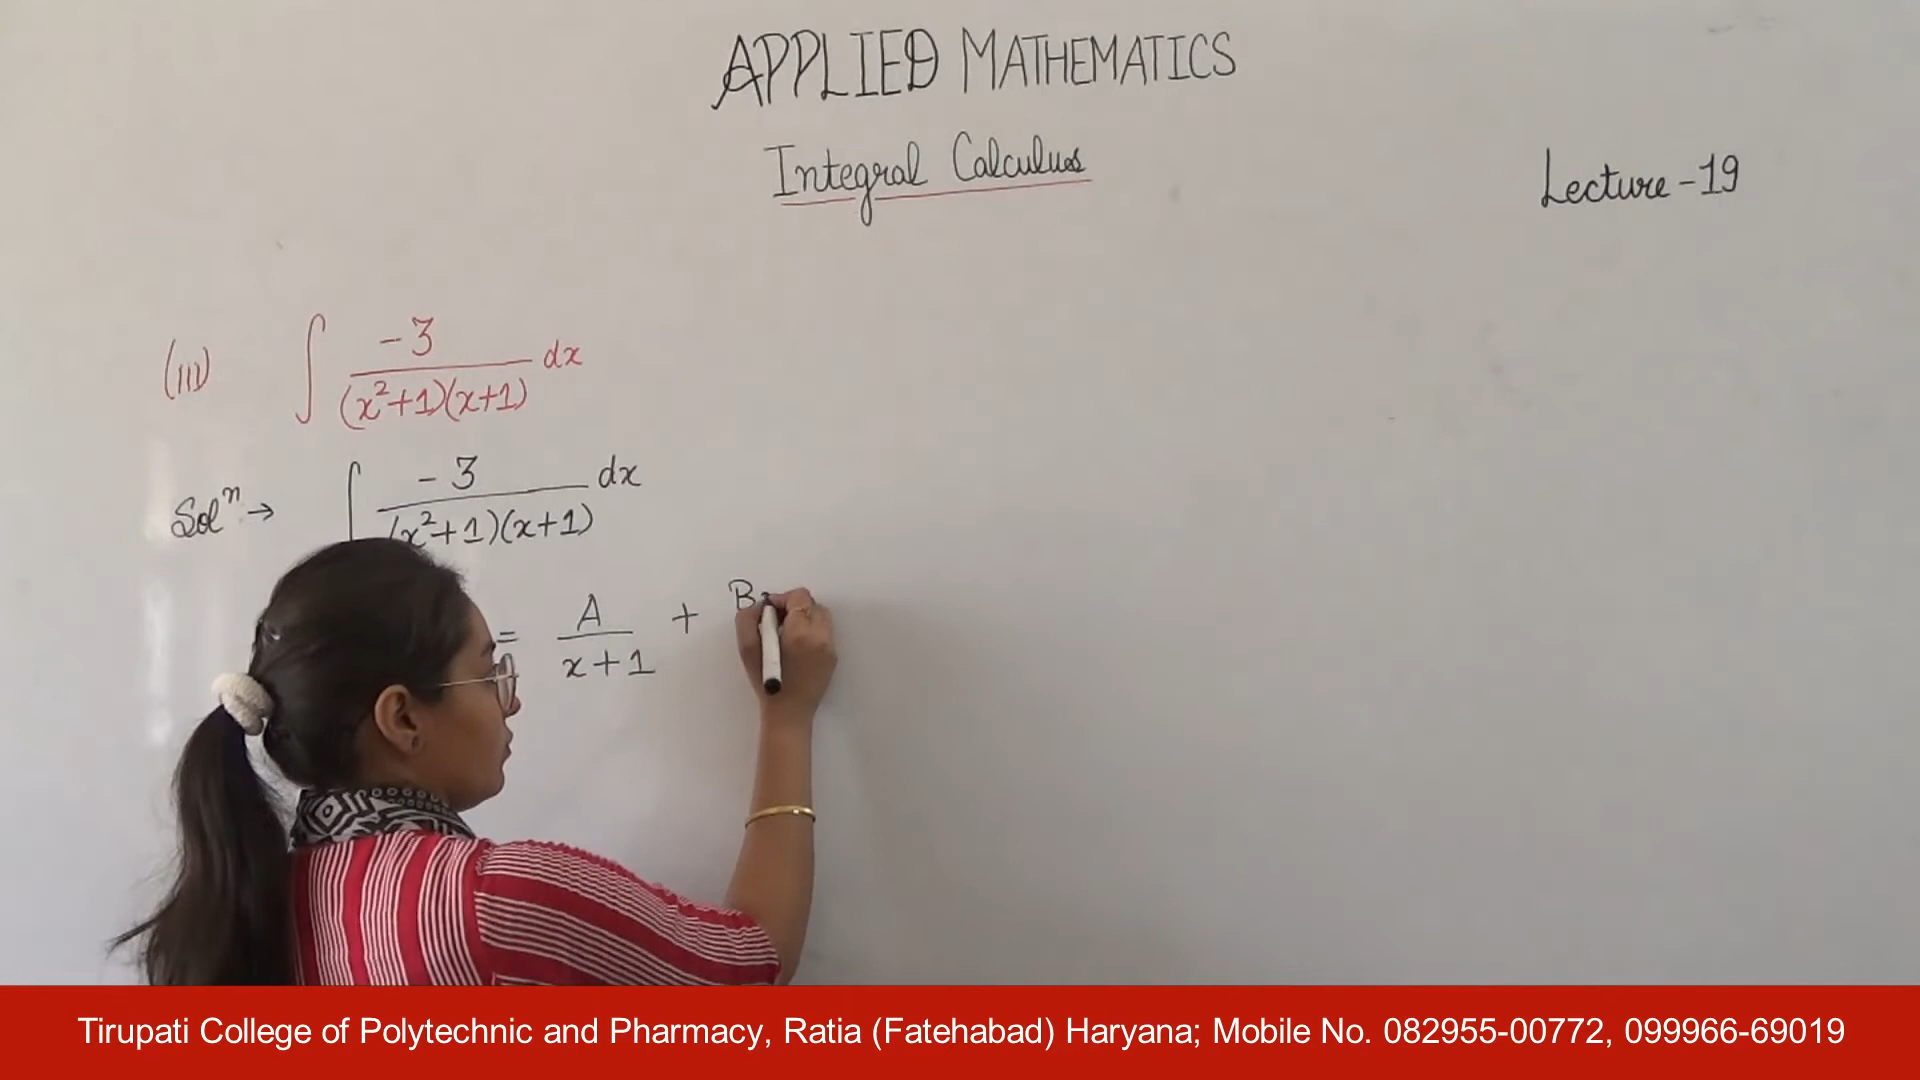 APPLIED MATHEMATICS
Integral Calculus
Lecture - 19
(iii) ∫ -3 / (x²+1)(x+1) dx
Solⁿ → ∫ -3 / (x²+1)(x+1) dx
= A / x+1 + B
Tirupati College of Polytechnic and Pharmacy, Ratia (Fatehabad) Haryana; Mobile No. 082955-00772, 099966-69019